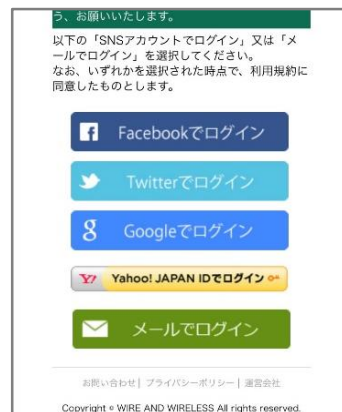 う、お願いいたします。
以下の「SNSアカウントでログイン」又は「メ
ールでログイン」を選択してください。
なお、いずれかを選択された時点で、利用規約に
同意したものとします。
Facebookでログイン
Twitterでログイン
Googleでログイン
Yahoo! JAPAN IDでログイン
メールでログイン
お問い合わせ| プライバシーポリシー| 運営会社
Copyright © WIRE AND WIRELESS All rights reserved.